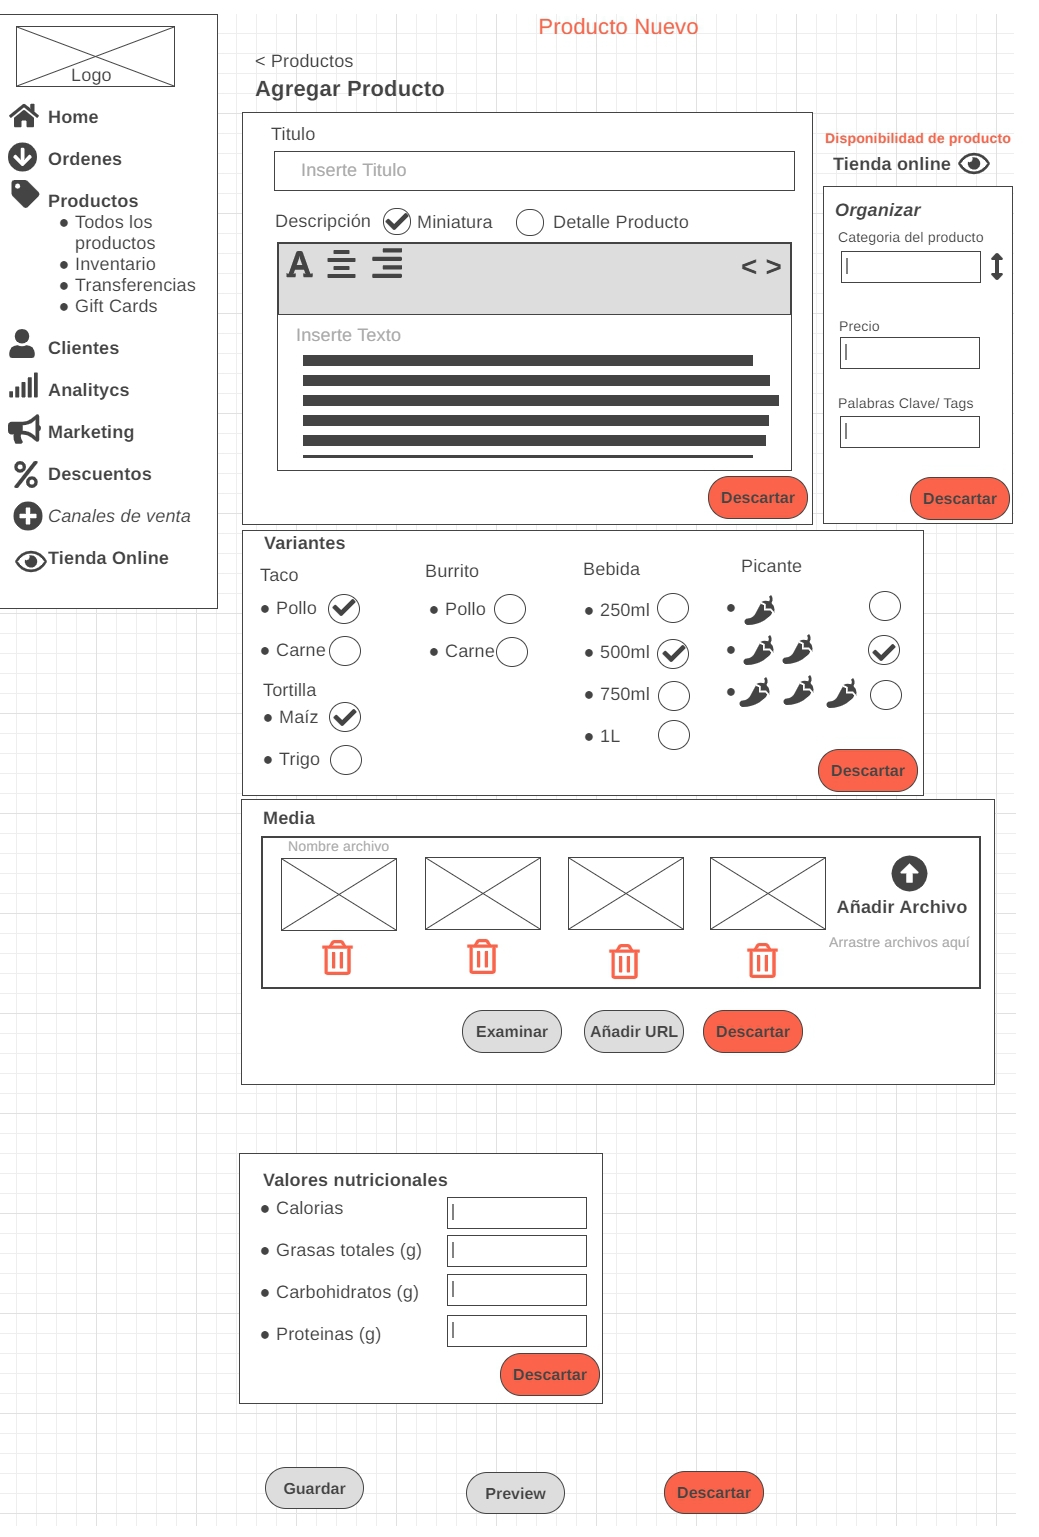 Producto Nuevo
Logo
Home
Ordenes
Productos
● Todos los
productos
● Inventario
● Transferencias
● Gift Cards
Clientes
Analitycs
Marketing
Descuentos
Canales de venta
Tienda Online
< Productos
Agregar Producto
Titulo
Inserte Titulo
Descripción Miniatura Detalle Producto
A < >
Inserte Texto
Descartar
Disponibilidad de producto
Tienda online
Organizar
Categoria del producto
Precio
Palabras Clave/ Tags
Descartar
Variantes
Taco
● Pollo
● Carne
Tortilla
● Maíz
● Trigo
Burrito
● Pollo
● Carne
Bebida
● 250ml
● 500ml
● 750ml
● 1L
Picante
Descartar
Media
Nombre archivo
Añadir Archivo
Arrastre archivos aquí
Examinar Añadir URL Descartar
Valores nutricionales
● Calorias
● Grasas totales (g)
● Carbohidratos (g)
● Proteinas (g)
Descartar
Guardar Preview Descartar